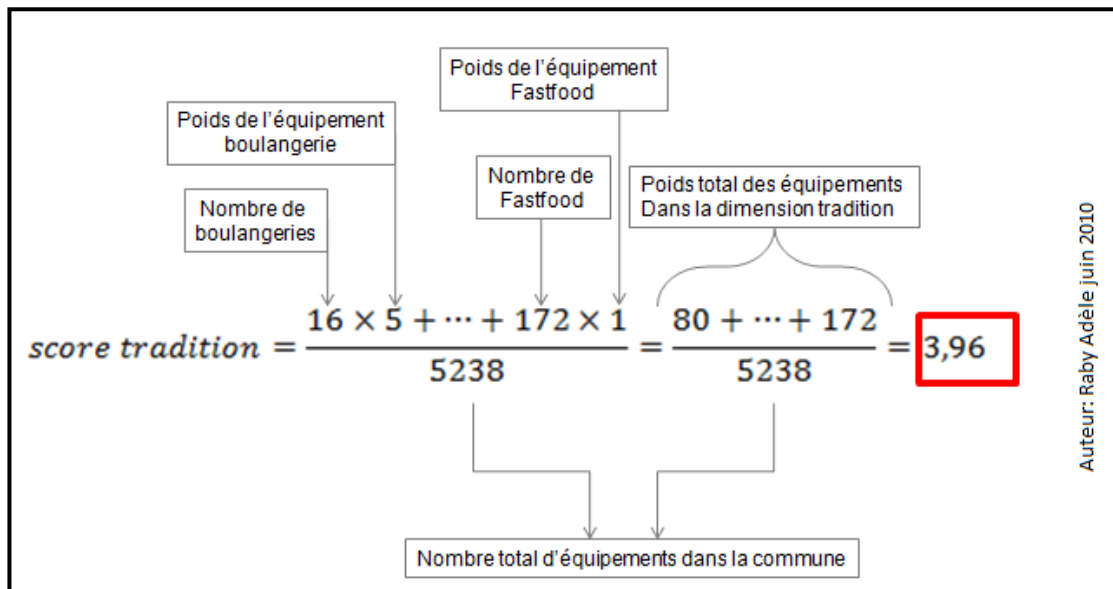 Poids de l'équipement
Fastfood
Poids de l'équipement
boulangerie
Nombre de
Fastfood
Poids total des équipements
Dans la dimension tradition
Nombre de
boulangeries
score tradition = (16 × 5 + ⋯ + 172 × 1)/5238 = (80 + ⋯ + 172)/5238 = 3,96
Nombre total d'équipements dans la commune
Auteur: Raby Adèle juin 2010